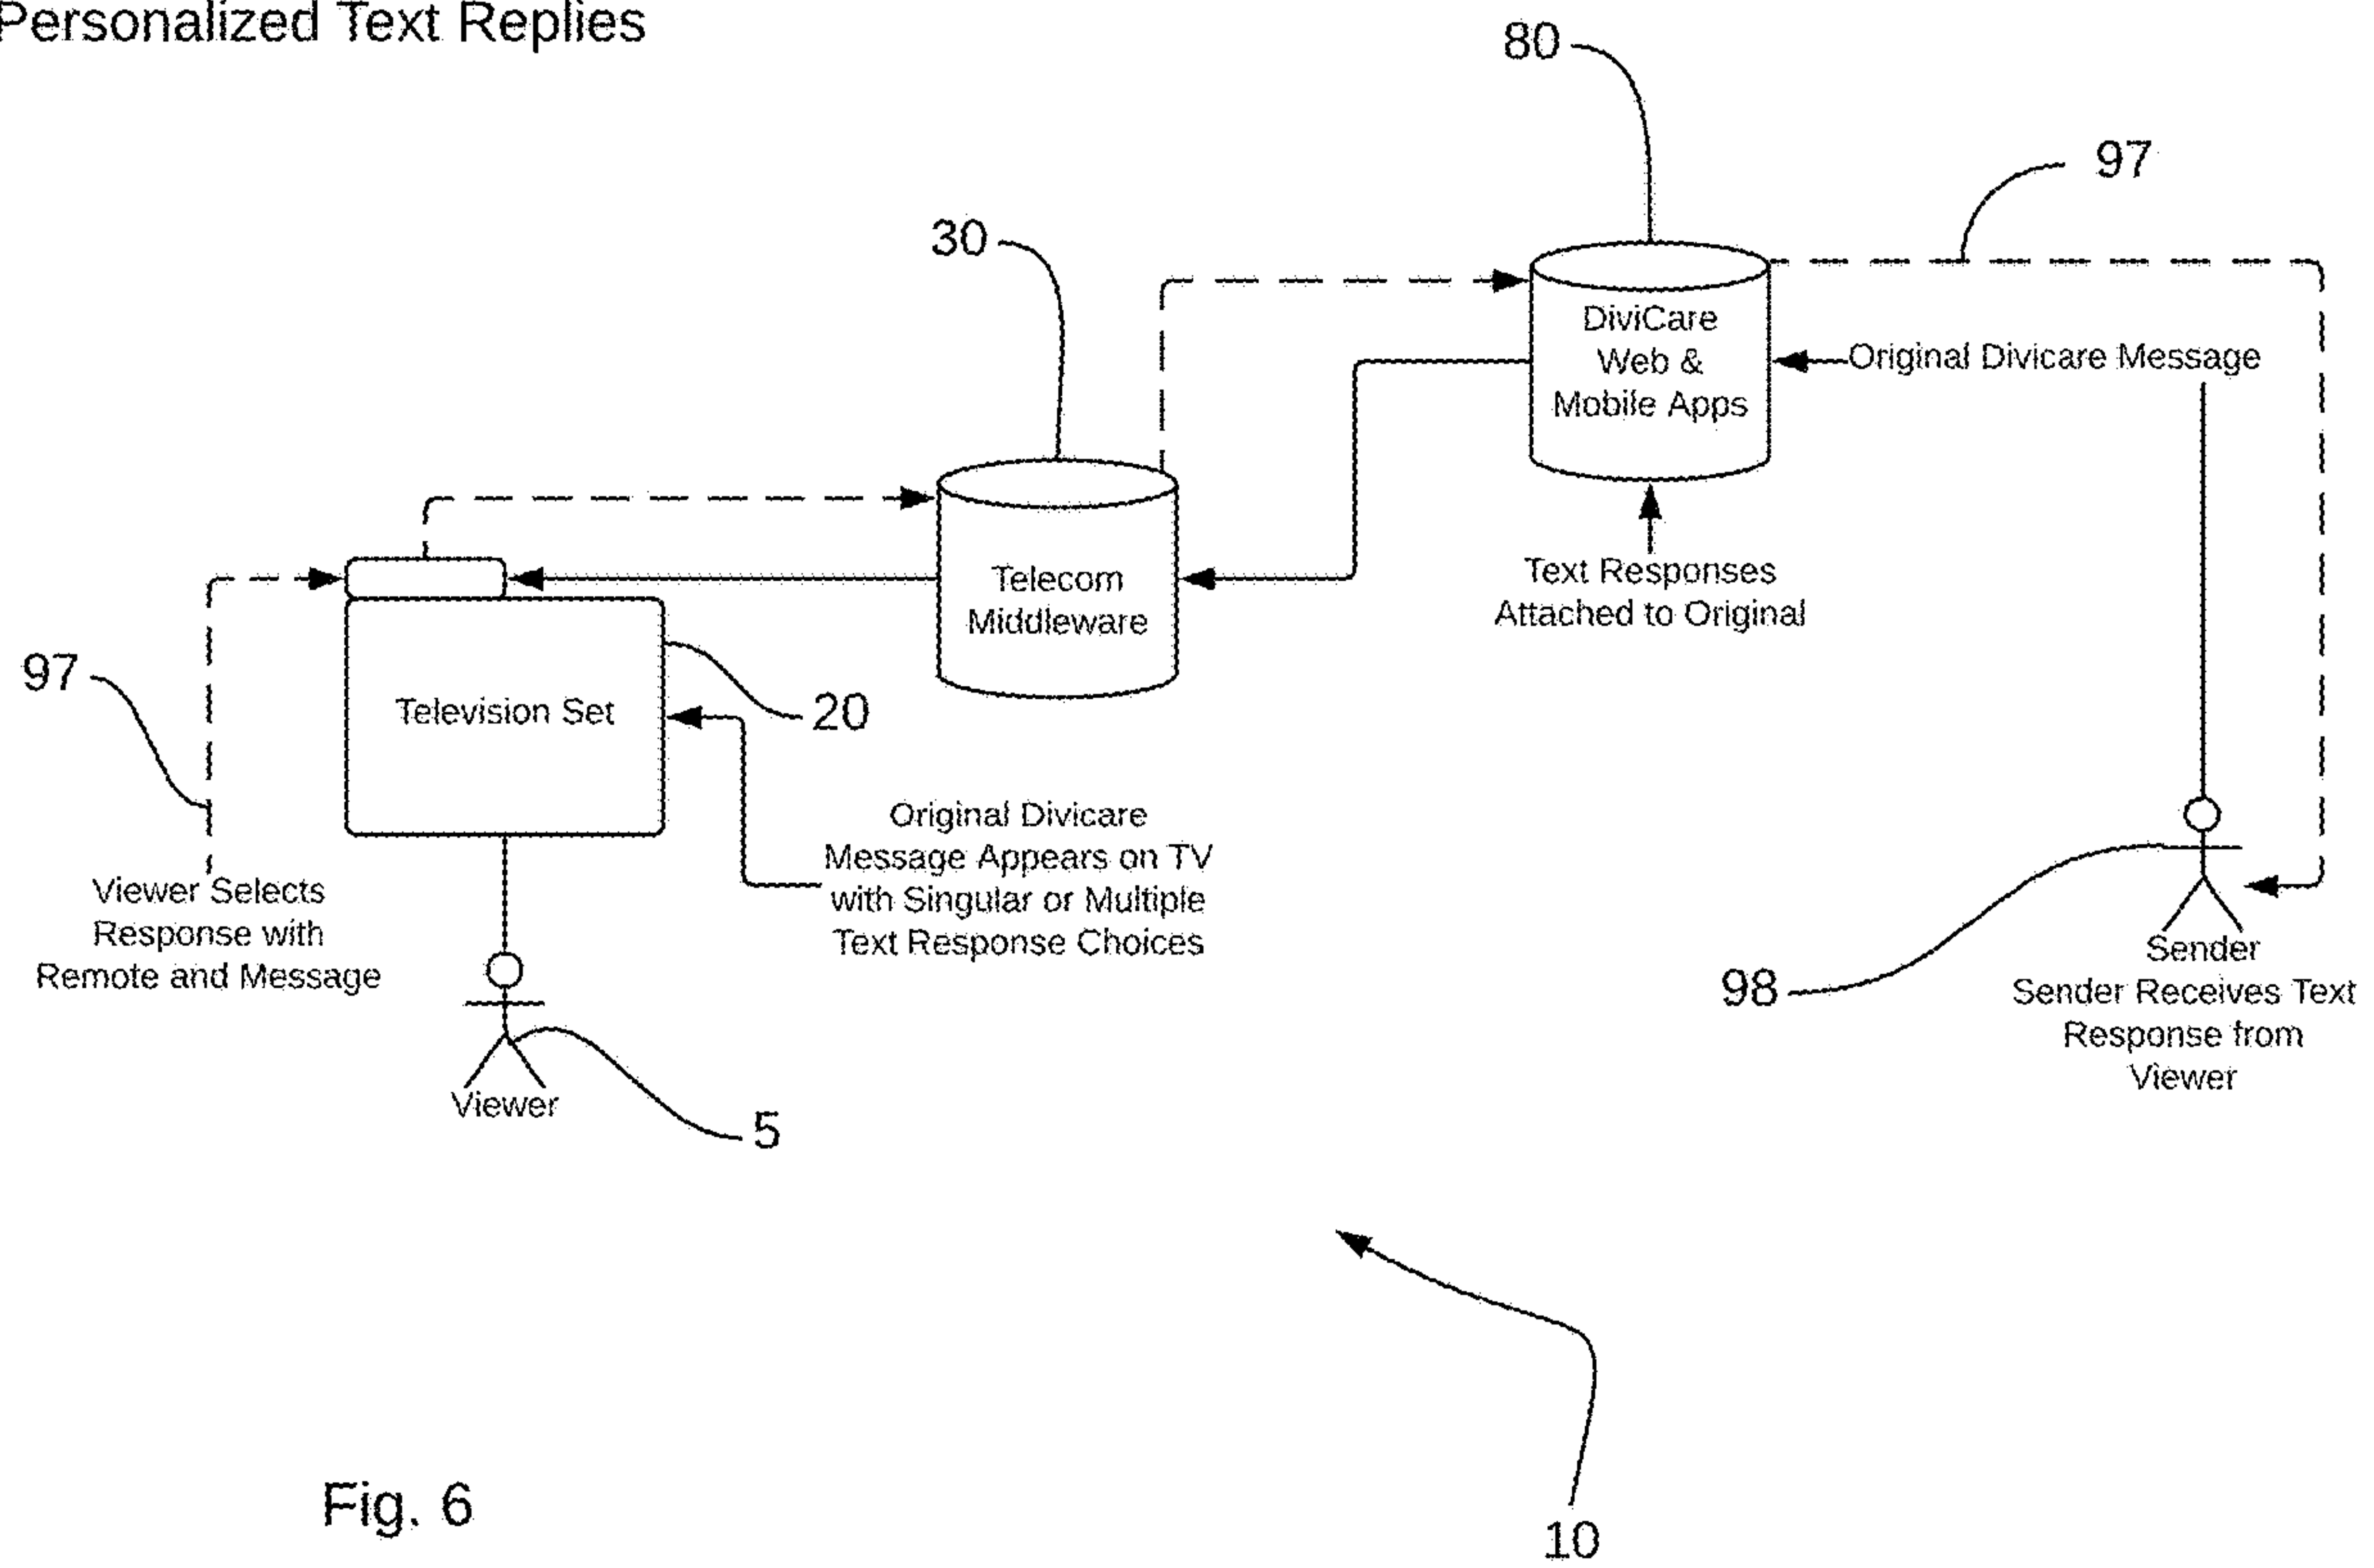 Personalized Text Replies
80
97
30
DiviCare
Web &
Mobile Apps
Original Divicare Message
Telecom
Middleware
Text Responses
Attached to Original
97
Television Set
20
Original Divicare
Message Appears on TV
with Singular or Multiple
Text Response Choices
Viewer Selects
Response with
Remote and Message
Viewer
5
98
Sender
Sender Receives Text
Response from
Viewer
10
Fig. 6